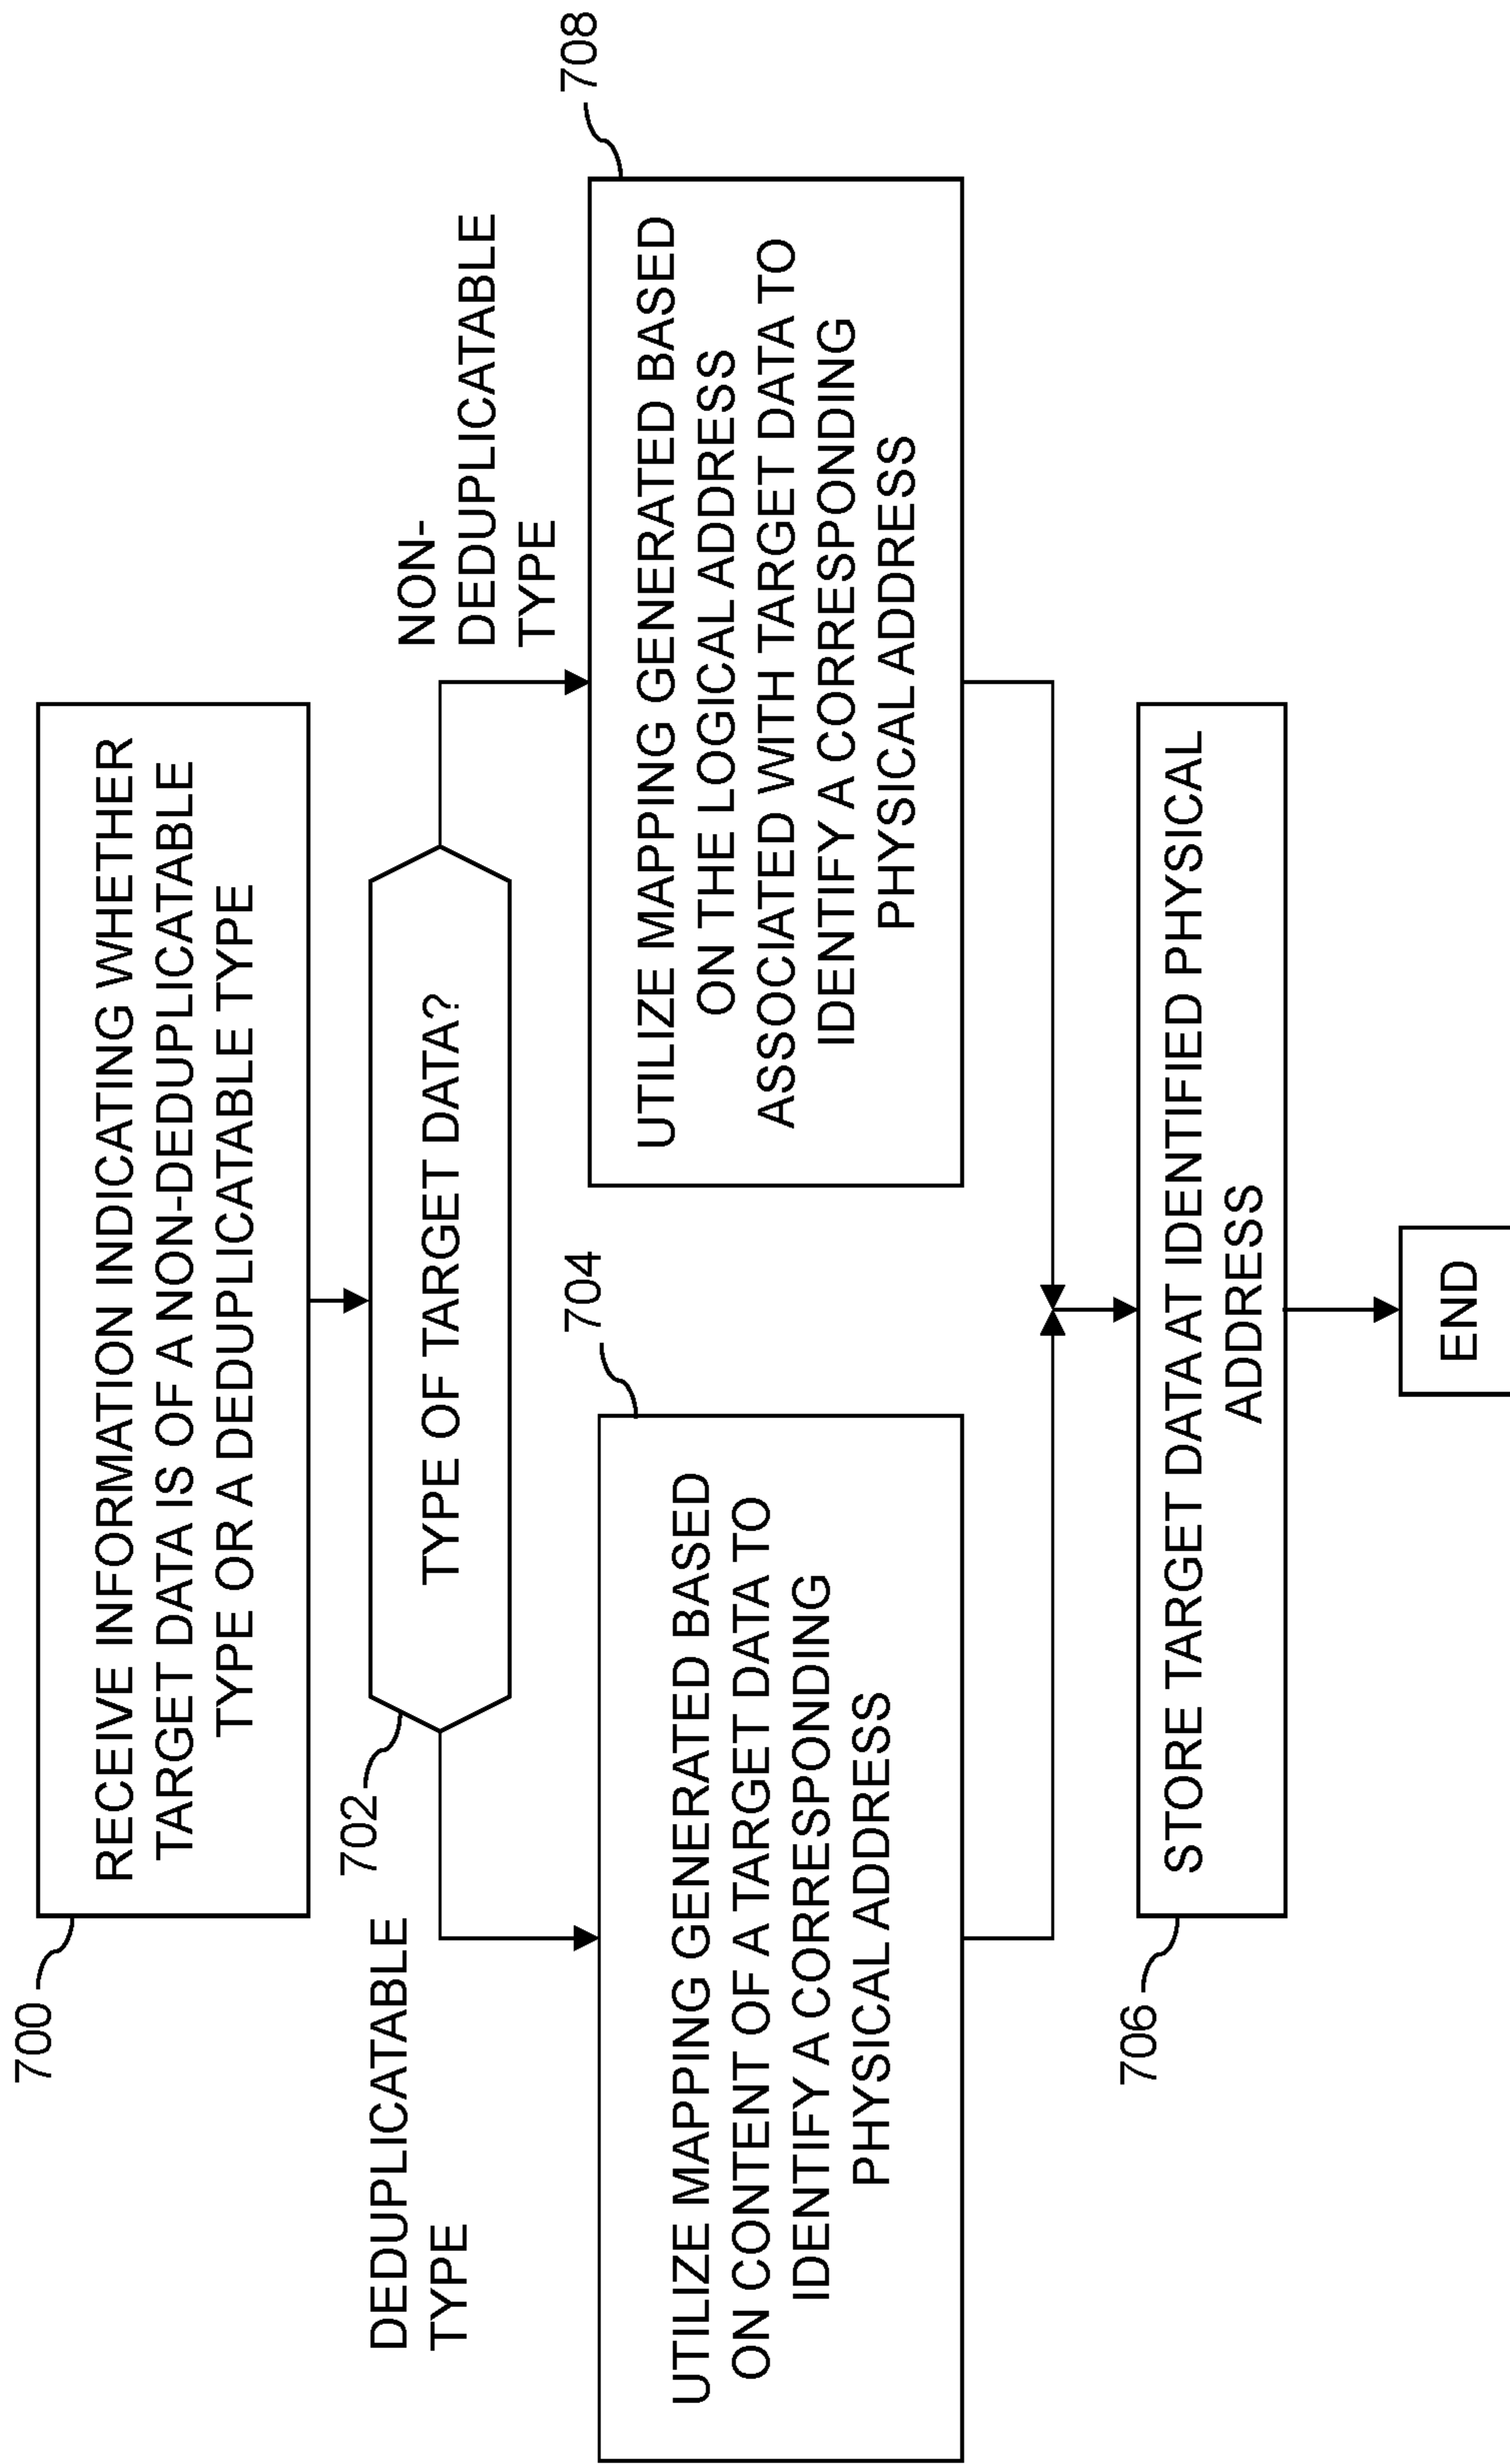 700
RECEIVE INFORMATION INDICATING WHETHER
TARGET DATA IS OF A NON-DEDUPLICATABLE
TYPE OR A DEDUPLICATABLE TYPE
702
TYPE OF TARGET DATA?
DEDUPLICATABLE
TYPE
NON-
DEDUPLICATABLE
TYPE
704
UTILIZE MAPPING GENERATED BASED
ON CONTENT OF A TARGET DATA TO
IDENTIFY A CORRESPONDING
PHYSICAL ADDRESS
708
UTILIZE MAPPING GENERATED BASED
ON THE LOGICAL ADDRESS
ASSOCIATED WITH TARGET DATA TO
IDENTIFY A CORRESPONDING
PHYSICAL ADDRESS
706
STORE TARGET DATA AT IDENTIFIED PHYSICAL
ADDRESS
END